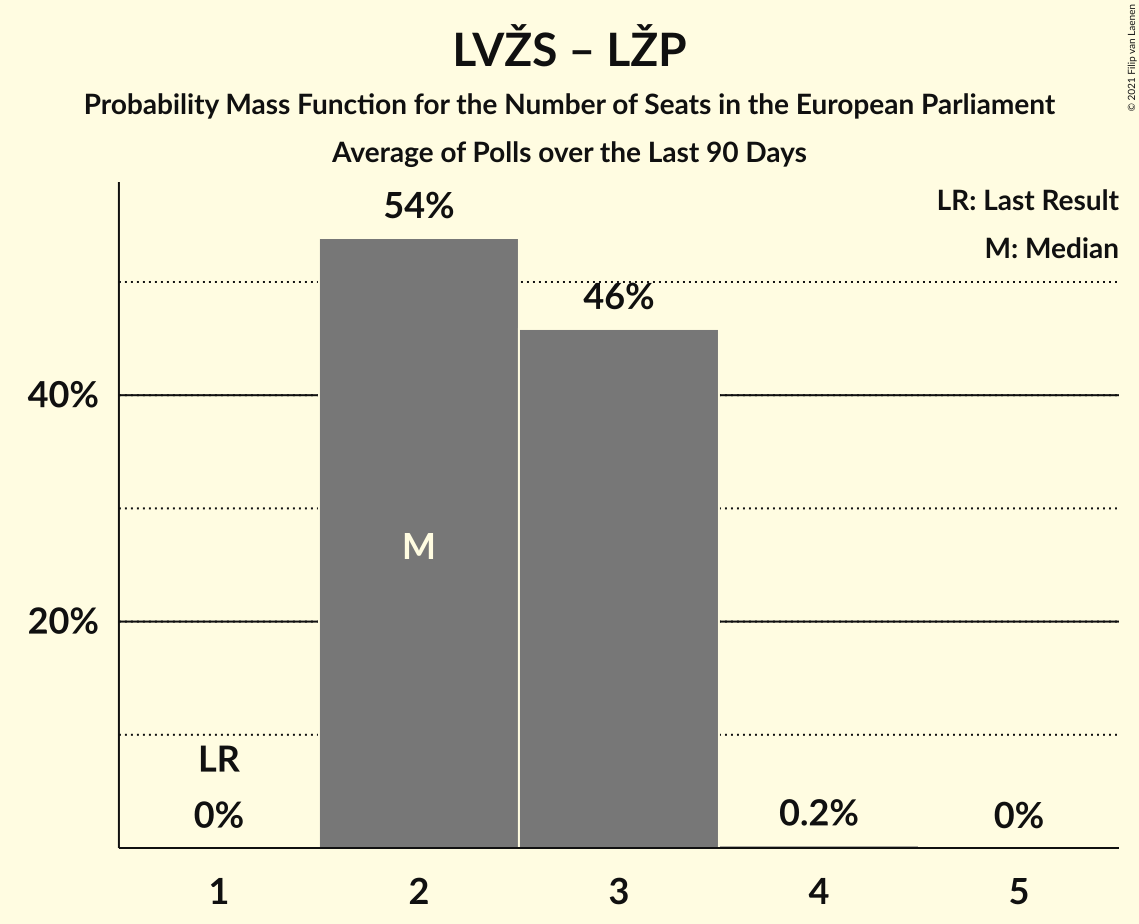 LVŽS – LŽP
Probability Mass Function for the Number of Seats in the European Parliament
Average of Polls over the Last 90 Days
© 2021 Filip van Laenen
LR: Last Result
M: Median
54%
46%
40%
M
20%
LR
0%
0.2%
0%
1 2 3 4 5